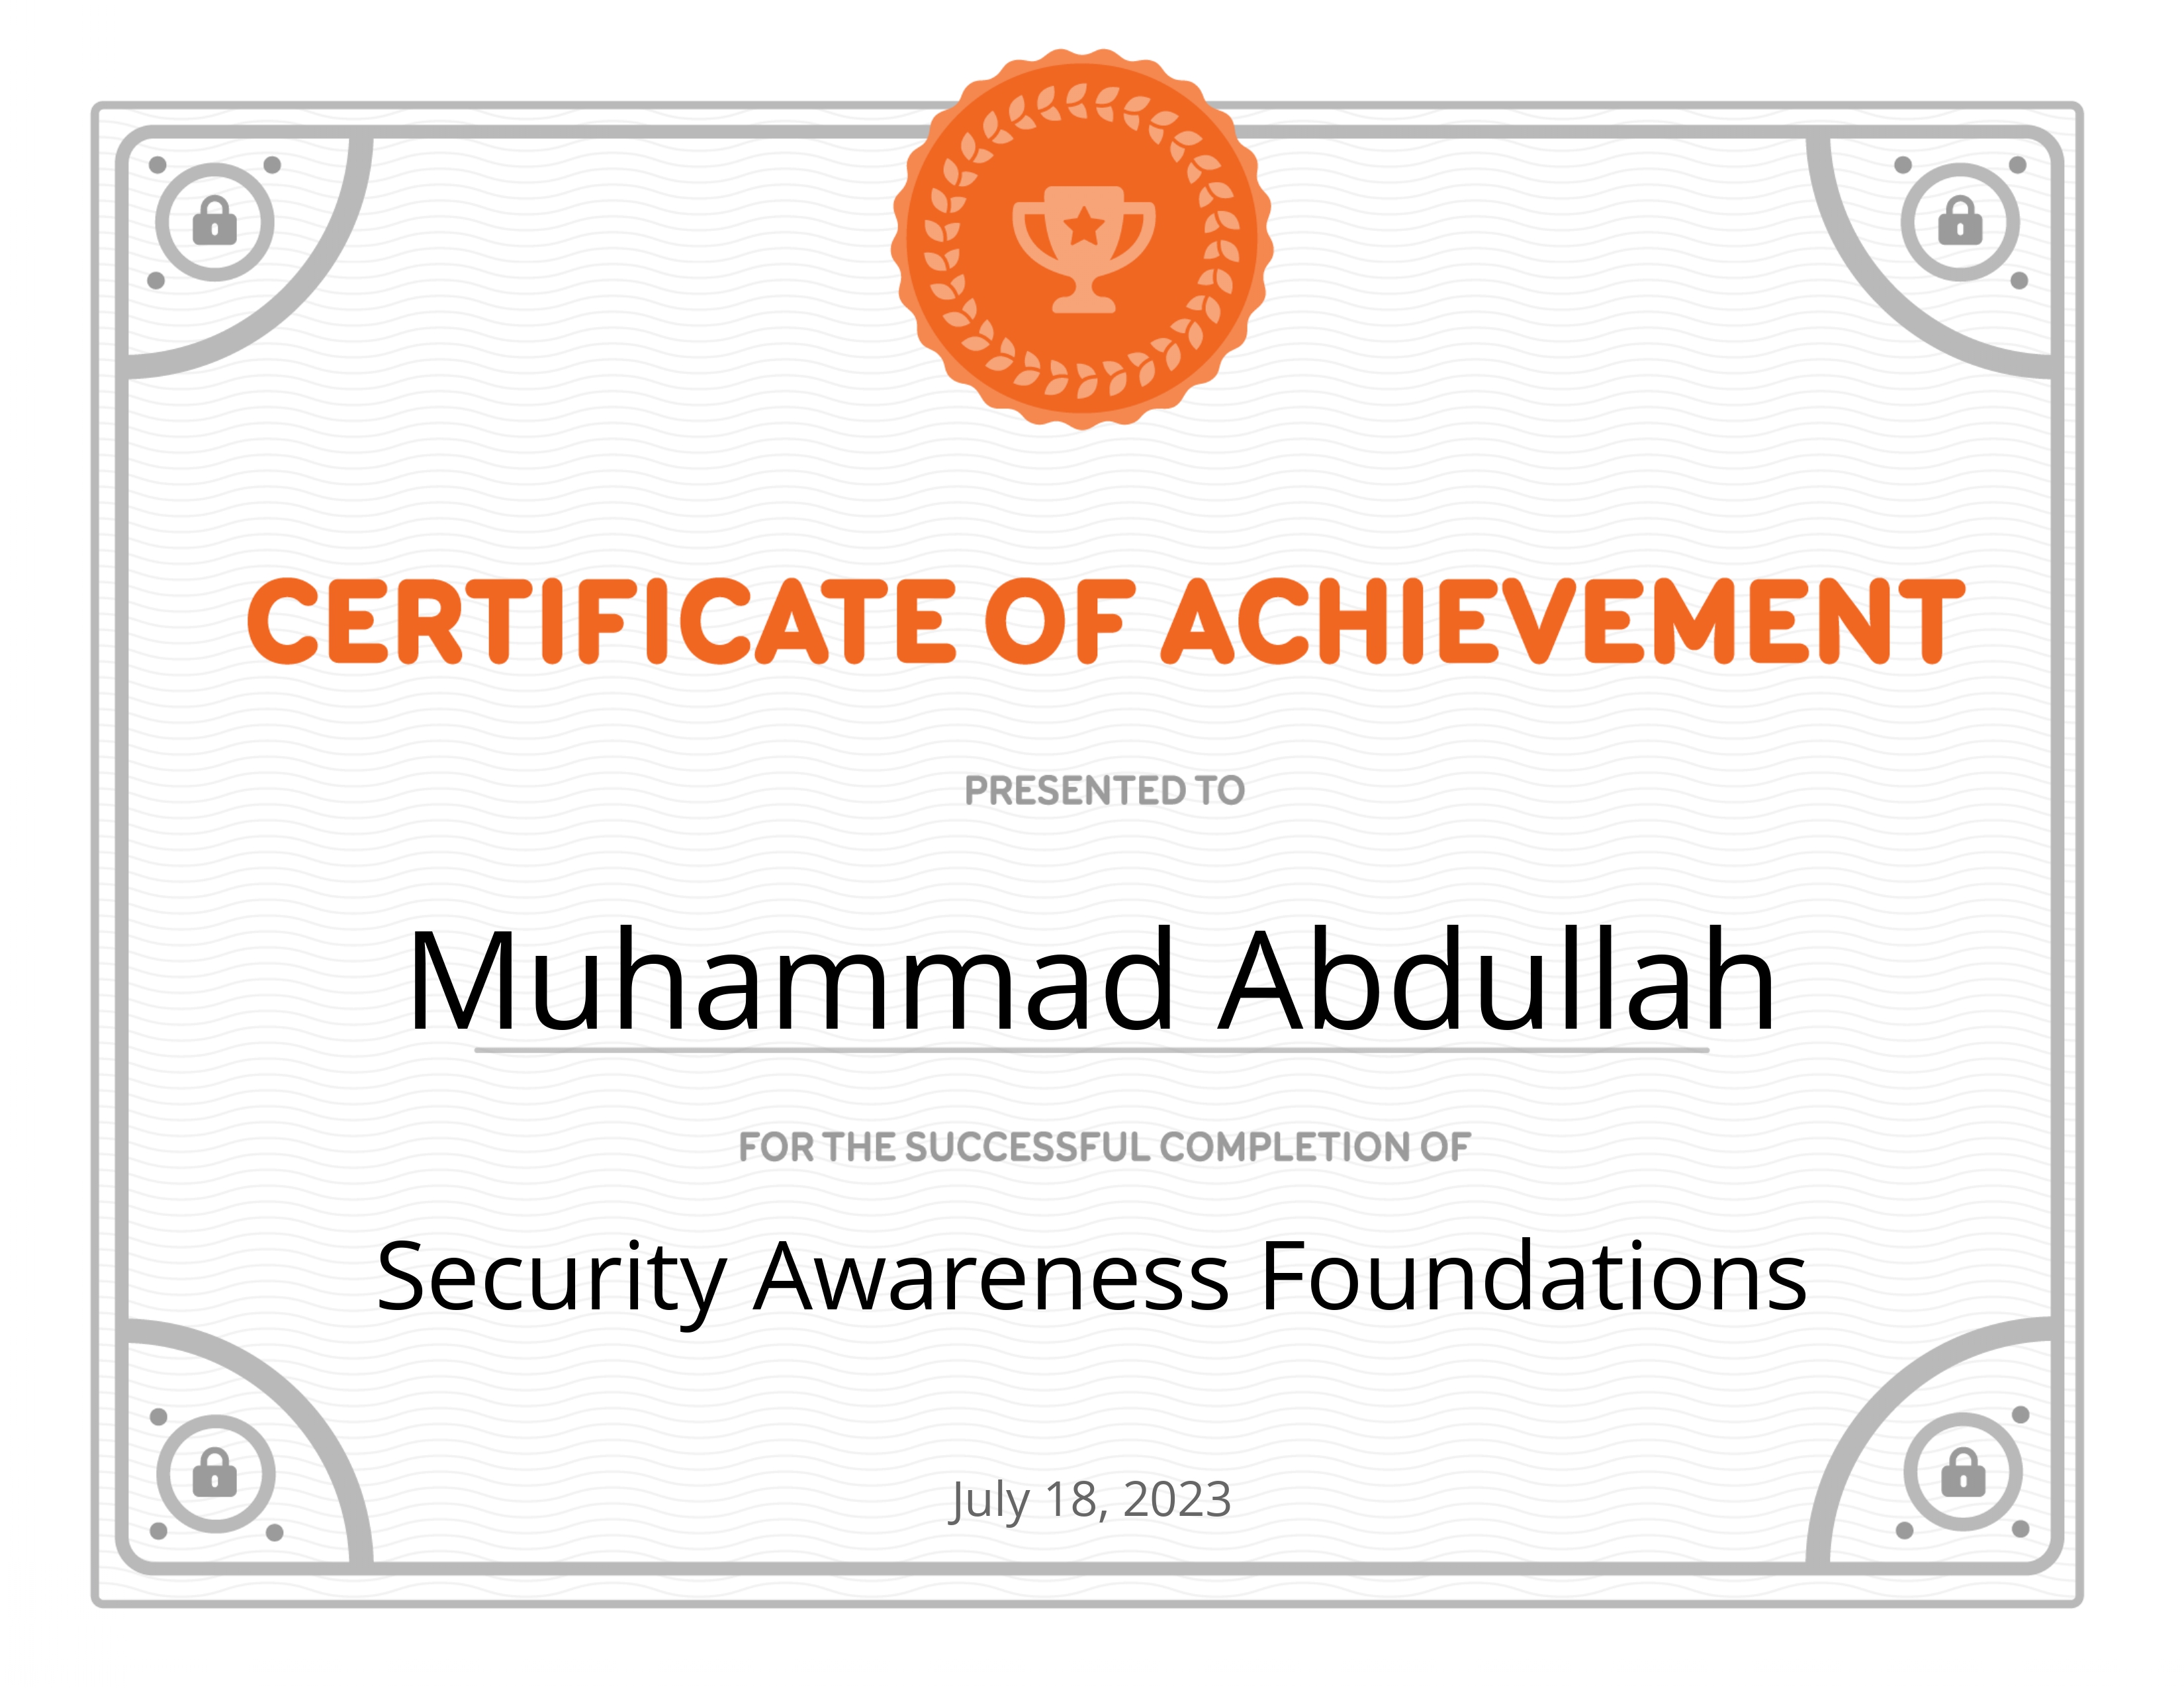 CERTIFICATE OF ACHIEVEMENT
PRESENTED TO
Muhammad Abdullah
FOR THE SUCCESSFUL COMPLETION OF
Security Awareness Foundations
July 18, 2023